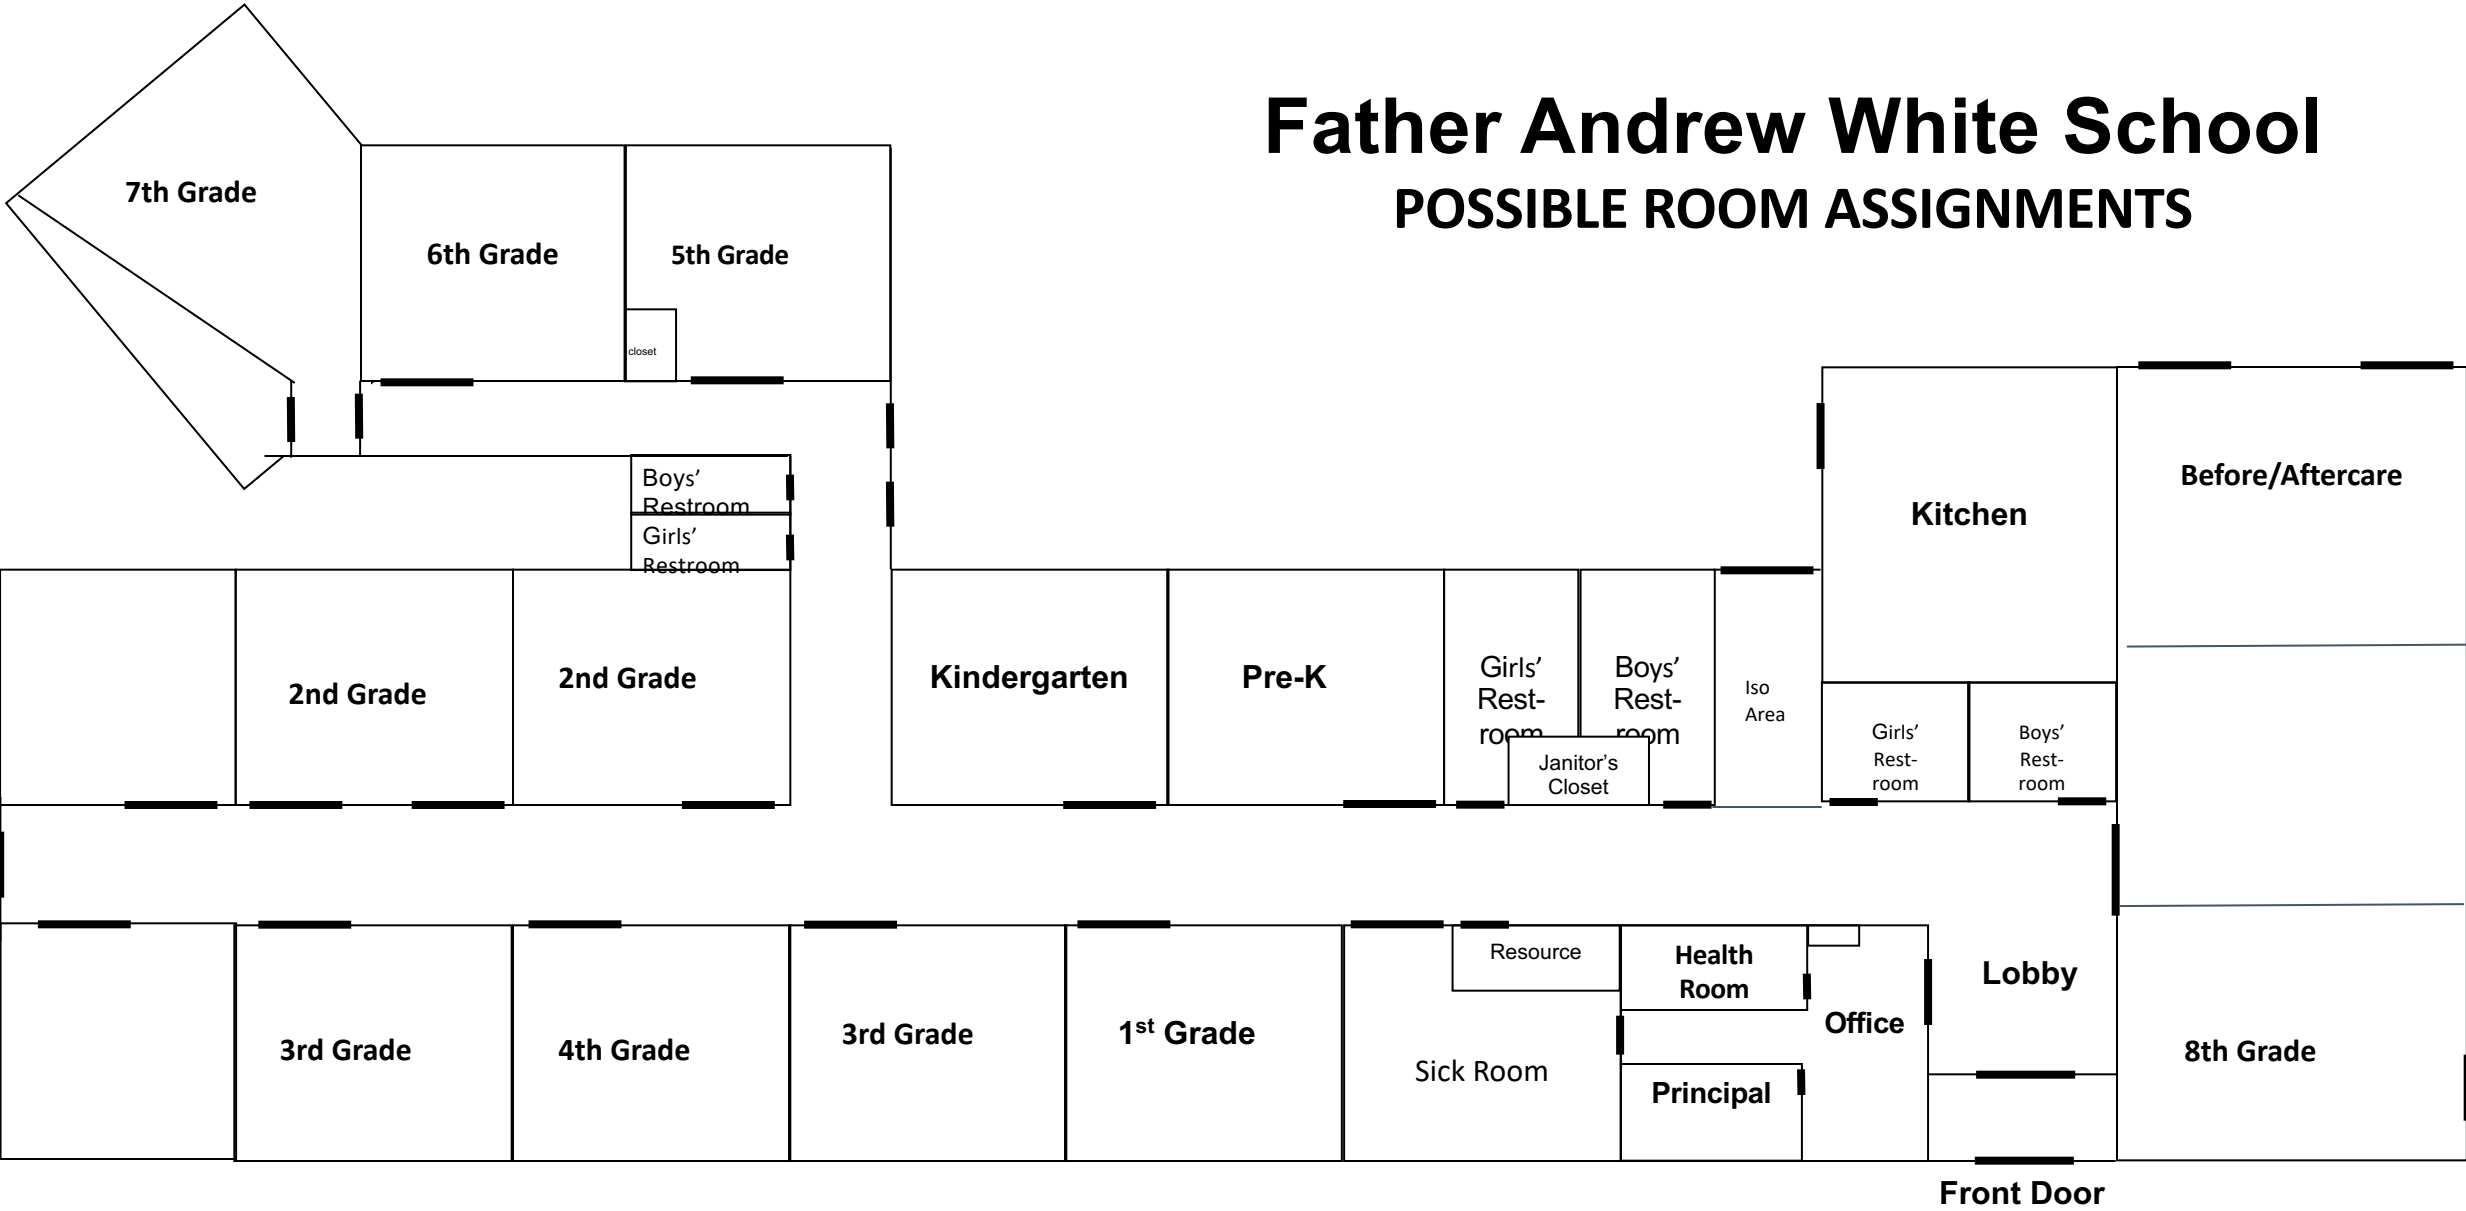 Father Andrew White School
POSSIBLE ROOM ASSIGNMENTS
7th Grade
6th Grade
5th Grade
closet
Boys’
Restroom
Girls’
Restroom
Kitchen
Before/Aftercare
2nd Grade
2nd Grade
Kindergarten
Pre-K
Girls’
Rest-
room
Boys’
Rest-
room
Janitor’s
Closet
Iso
Area
Girls’
Rest-
room
Boys’
Rest-
room
3rd Grade
4th Grade
3rd Grade
1st Grade
Resource
Sick Room
Health
Room
Principal
Office
Lobby
8th Grade
Front Door